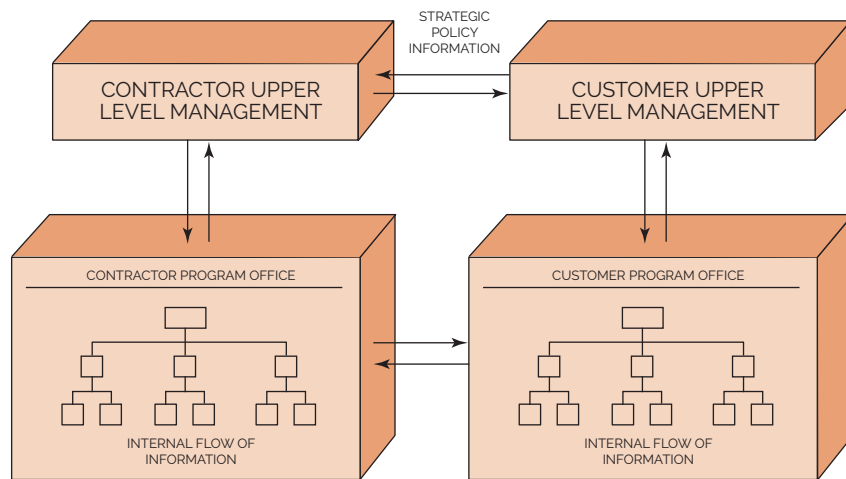 STRATEGIC
POLICY
INFORMATION
CONTRACTOR UPPER
LEVEL MANAGEMENT
CUSTOMER UPPER
LEVEL MANAGEMENT
CONTRACTOR PROGRAM OFFICE
CUSTOMER PROGRAM OFFICE
INTERNAL FLOW OF
INFORMATION
INTERNAL FLOW OF
INFORMATION